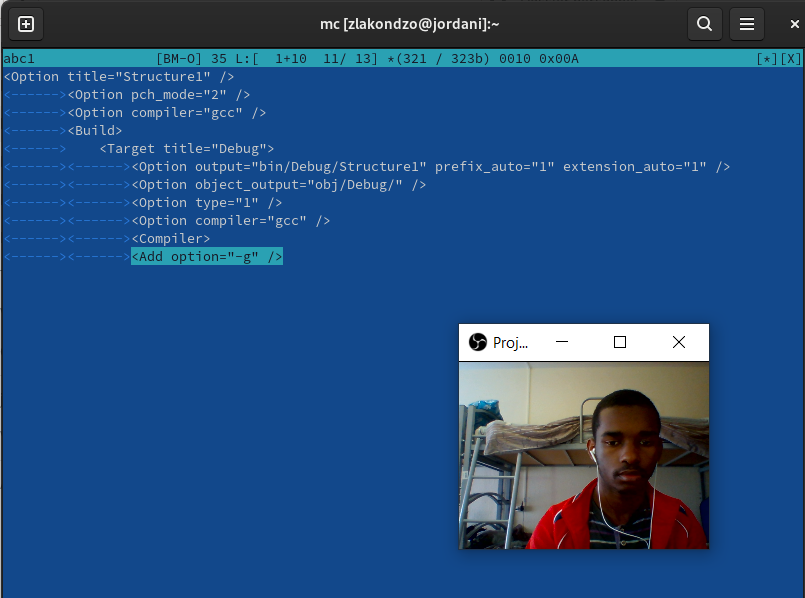 mc [zlakondzo@jordani]:~
abc1 [BM-O] 35 L:[ 1+10 11/ 13] *(321 / 323b) 0010 0x00A [*][X]
<Option title="Structure1" />
<------><Option pch_mode="2" />
<------><Option compiler="gcc" />
<------><Build>
<------>    <Target title="Debug">
<------><------><Option output="bin/Debug/Structure1" prefix_auto="1" extension_auto="1" />
<------><------><Option object_output="obj/Debug/" />
<------><------><Option type="1" />
<------><------><Option compiler="gcc" />
<------><------><Compiler>
<------><------><Add option="-g" />
Proj...